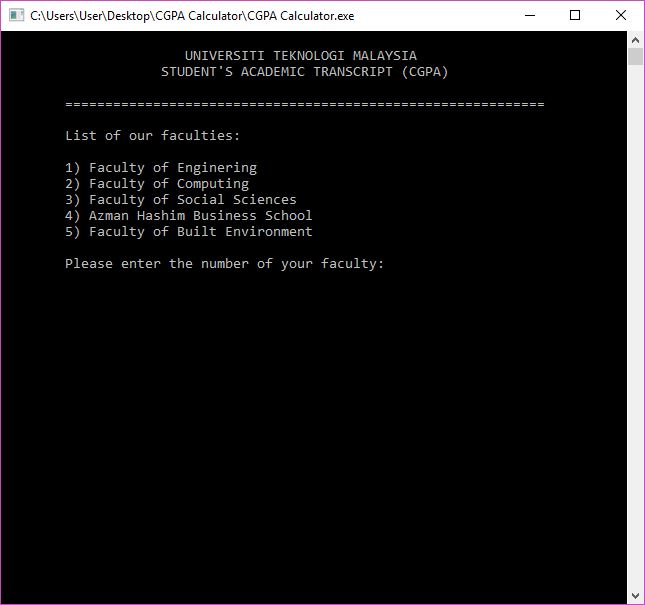 C:\Users\User\Desktop\CGPA Calculator\CGPA Calculator.exe
UNIVERSITI TEKNOLOGI MALAYSIA
STUDENT'S ACADEMIC TRANSCRIPT (CGPA)
============================================================
List of our faculties:
1) Faculty of Enginering
2) Faculty of Computing
3) Faculty of Social Sciences
4) Azman Hashim Business School
5) Faculty of Built Environment
Please enter the number of your faculty: